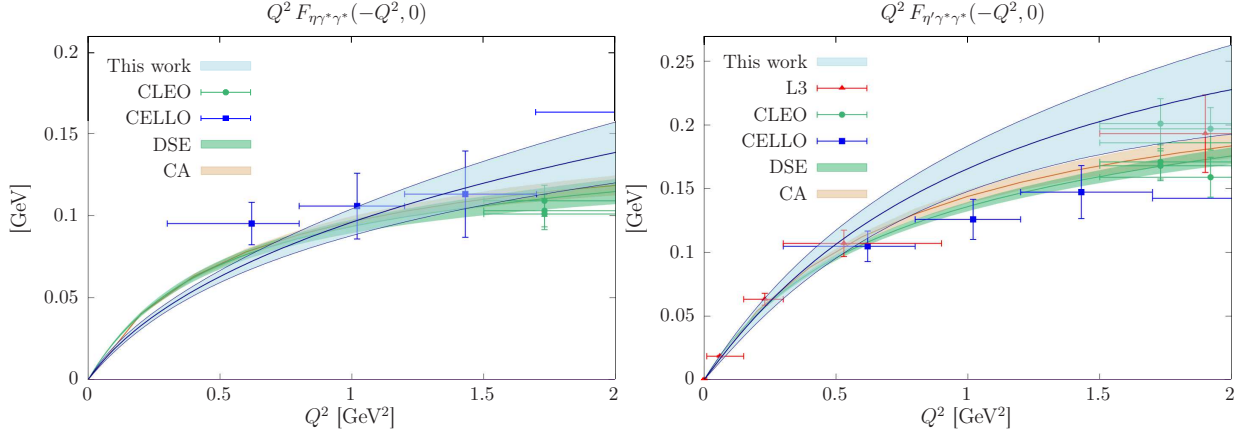 Q² F_{ηγ*γ*}(−Q², 0)
0.2
0.15
0.1
0.05
0
[GeV]
This work
CLEO
CELLO
DSE
CA
0
0.5
1
1.5
2
Q² [GeV²]
Q² F_{η′γ*γ*}(−Q², 0)
0.25
0.2
0.15
0.1
0.05
0
[GeV]
This work
L3
CLEO
CELLO
DSE
CA
0
0.5
1
1.5
2
Q² [GeV²]